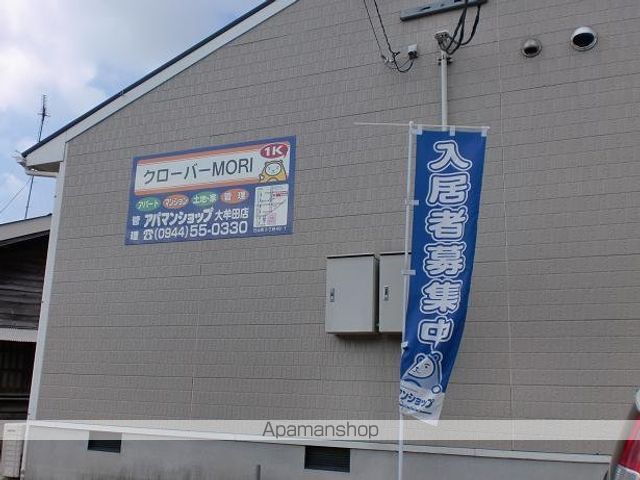 1K
クローバーMORI
アパート マンション 土地・家 管理
管理 アパマンショップ 大牟田店
☎(0944)55-0330
入居者募集中
アパマンショップ
Apamanshop